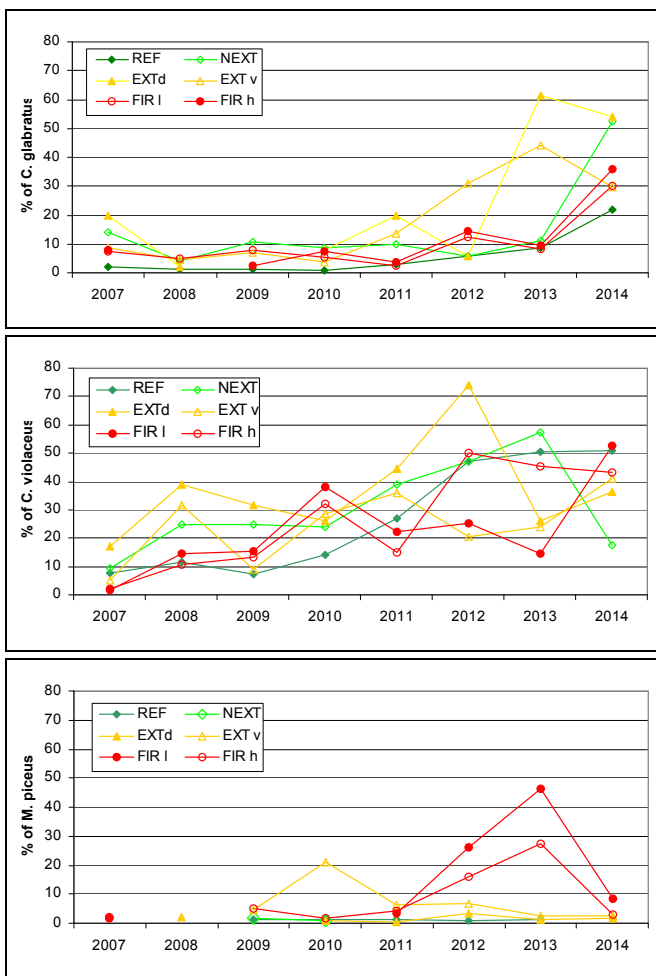 % of C. glabratus
80
70
60
50
40
30
20
10
0
REF NEXT
EXTd EXT v
FIR l FIR h
2007 2008 2009 2010 2011 2012 2013 2014
% of C. violaceus
80
70
60
50
40
30
20
10
0
REF NEXT
EXTd EXT v
FIR l FIR h
2007 2008 2009 2010 2011 2012 2013 2014
% of M. piceus
80
70
60
50
40
30
20
10
0
REF NEXT
EXTd EXT v
FIR l FIR h
2007 2008 2009 2010 2011 2012 2013 2014